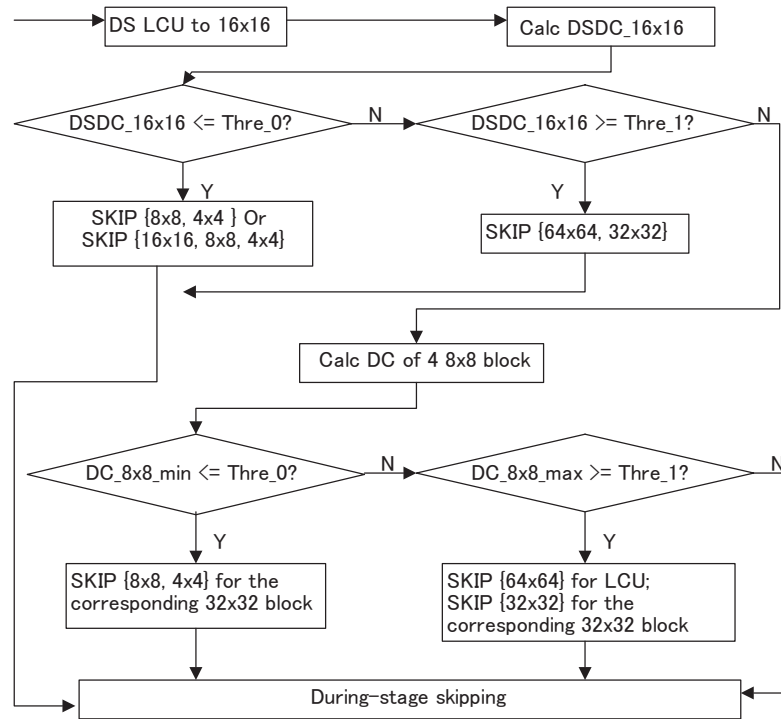 DS LCU to 16x16
Calc DSDC_16x16
DSDC_16x16 <= Thre_0?
N
DSDC_16x16 >= Thre_1?
N
Y
Y
SKIP {8x8, 4x4 } Or
SKIP {16x16, 8x8, 4x4}
SKIP {64x64, 32x32}
Calc DC of 4 8x8 block
DC_8x8_min <= Thre_0?
N
DC_8x8_max >= Thre_1?
N
Y
Y
SKIP {8x8, 4x4} for the
corresponding 32x32 block
SKIP {64x64} for LCU;
SKIP {32x32} for the
corresponding 32x32 block
During-stage skipping